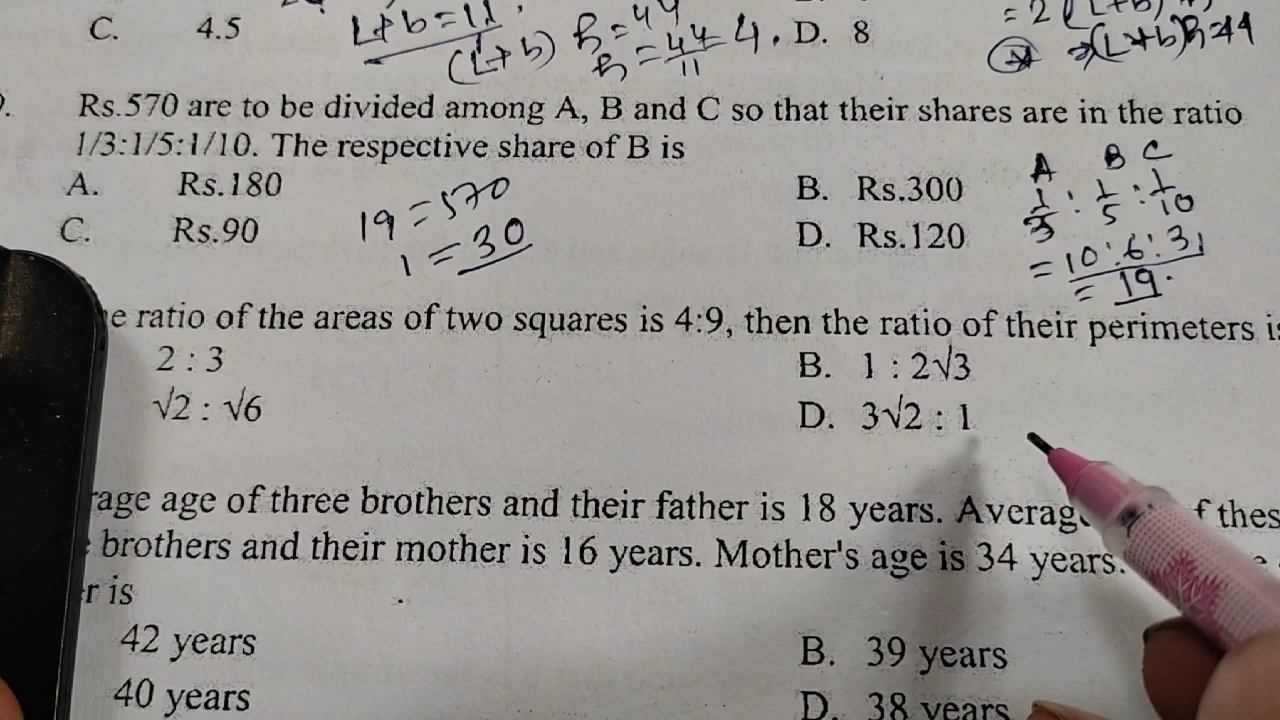 C. 4.5 L+b=11 (L+b) h=44 h=44/11=4. D. 8 ⇒(L+b)h=44
Rs.570 are to be divided among A, B and C so that their shares are in the ratio
1/3:1/5:1/10. The respective share of B is
A. Rs.180 B. Rs.300
C. Rs.90 D. Rs.120
19=570
1=30
A B C
1/3 : 1/5 : 1/10
=10:6:3
=19.
e ratio of the areas of two squares is 4:9, then the ratio of their perimeters is
2 : 3 B. 1 : 2√3
√2 : √6 D. 3√2 : 1
rage age of three brothers and their father is 18 years. Averag f thes
brothers and their mother is 16 years. Mother's age is 34 years.
r is
42 years B. 39 years
40 years D. 38 years